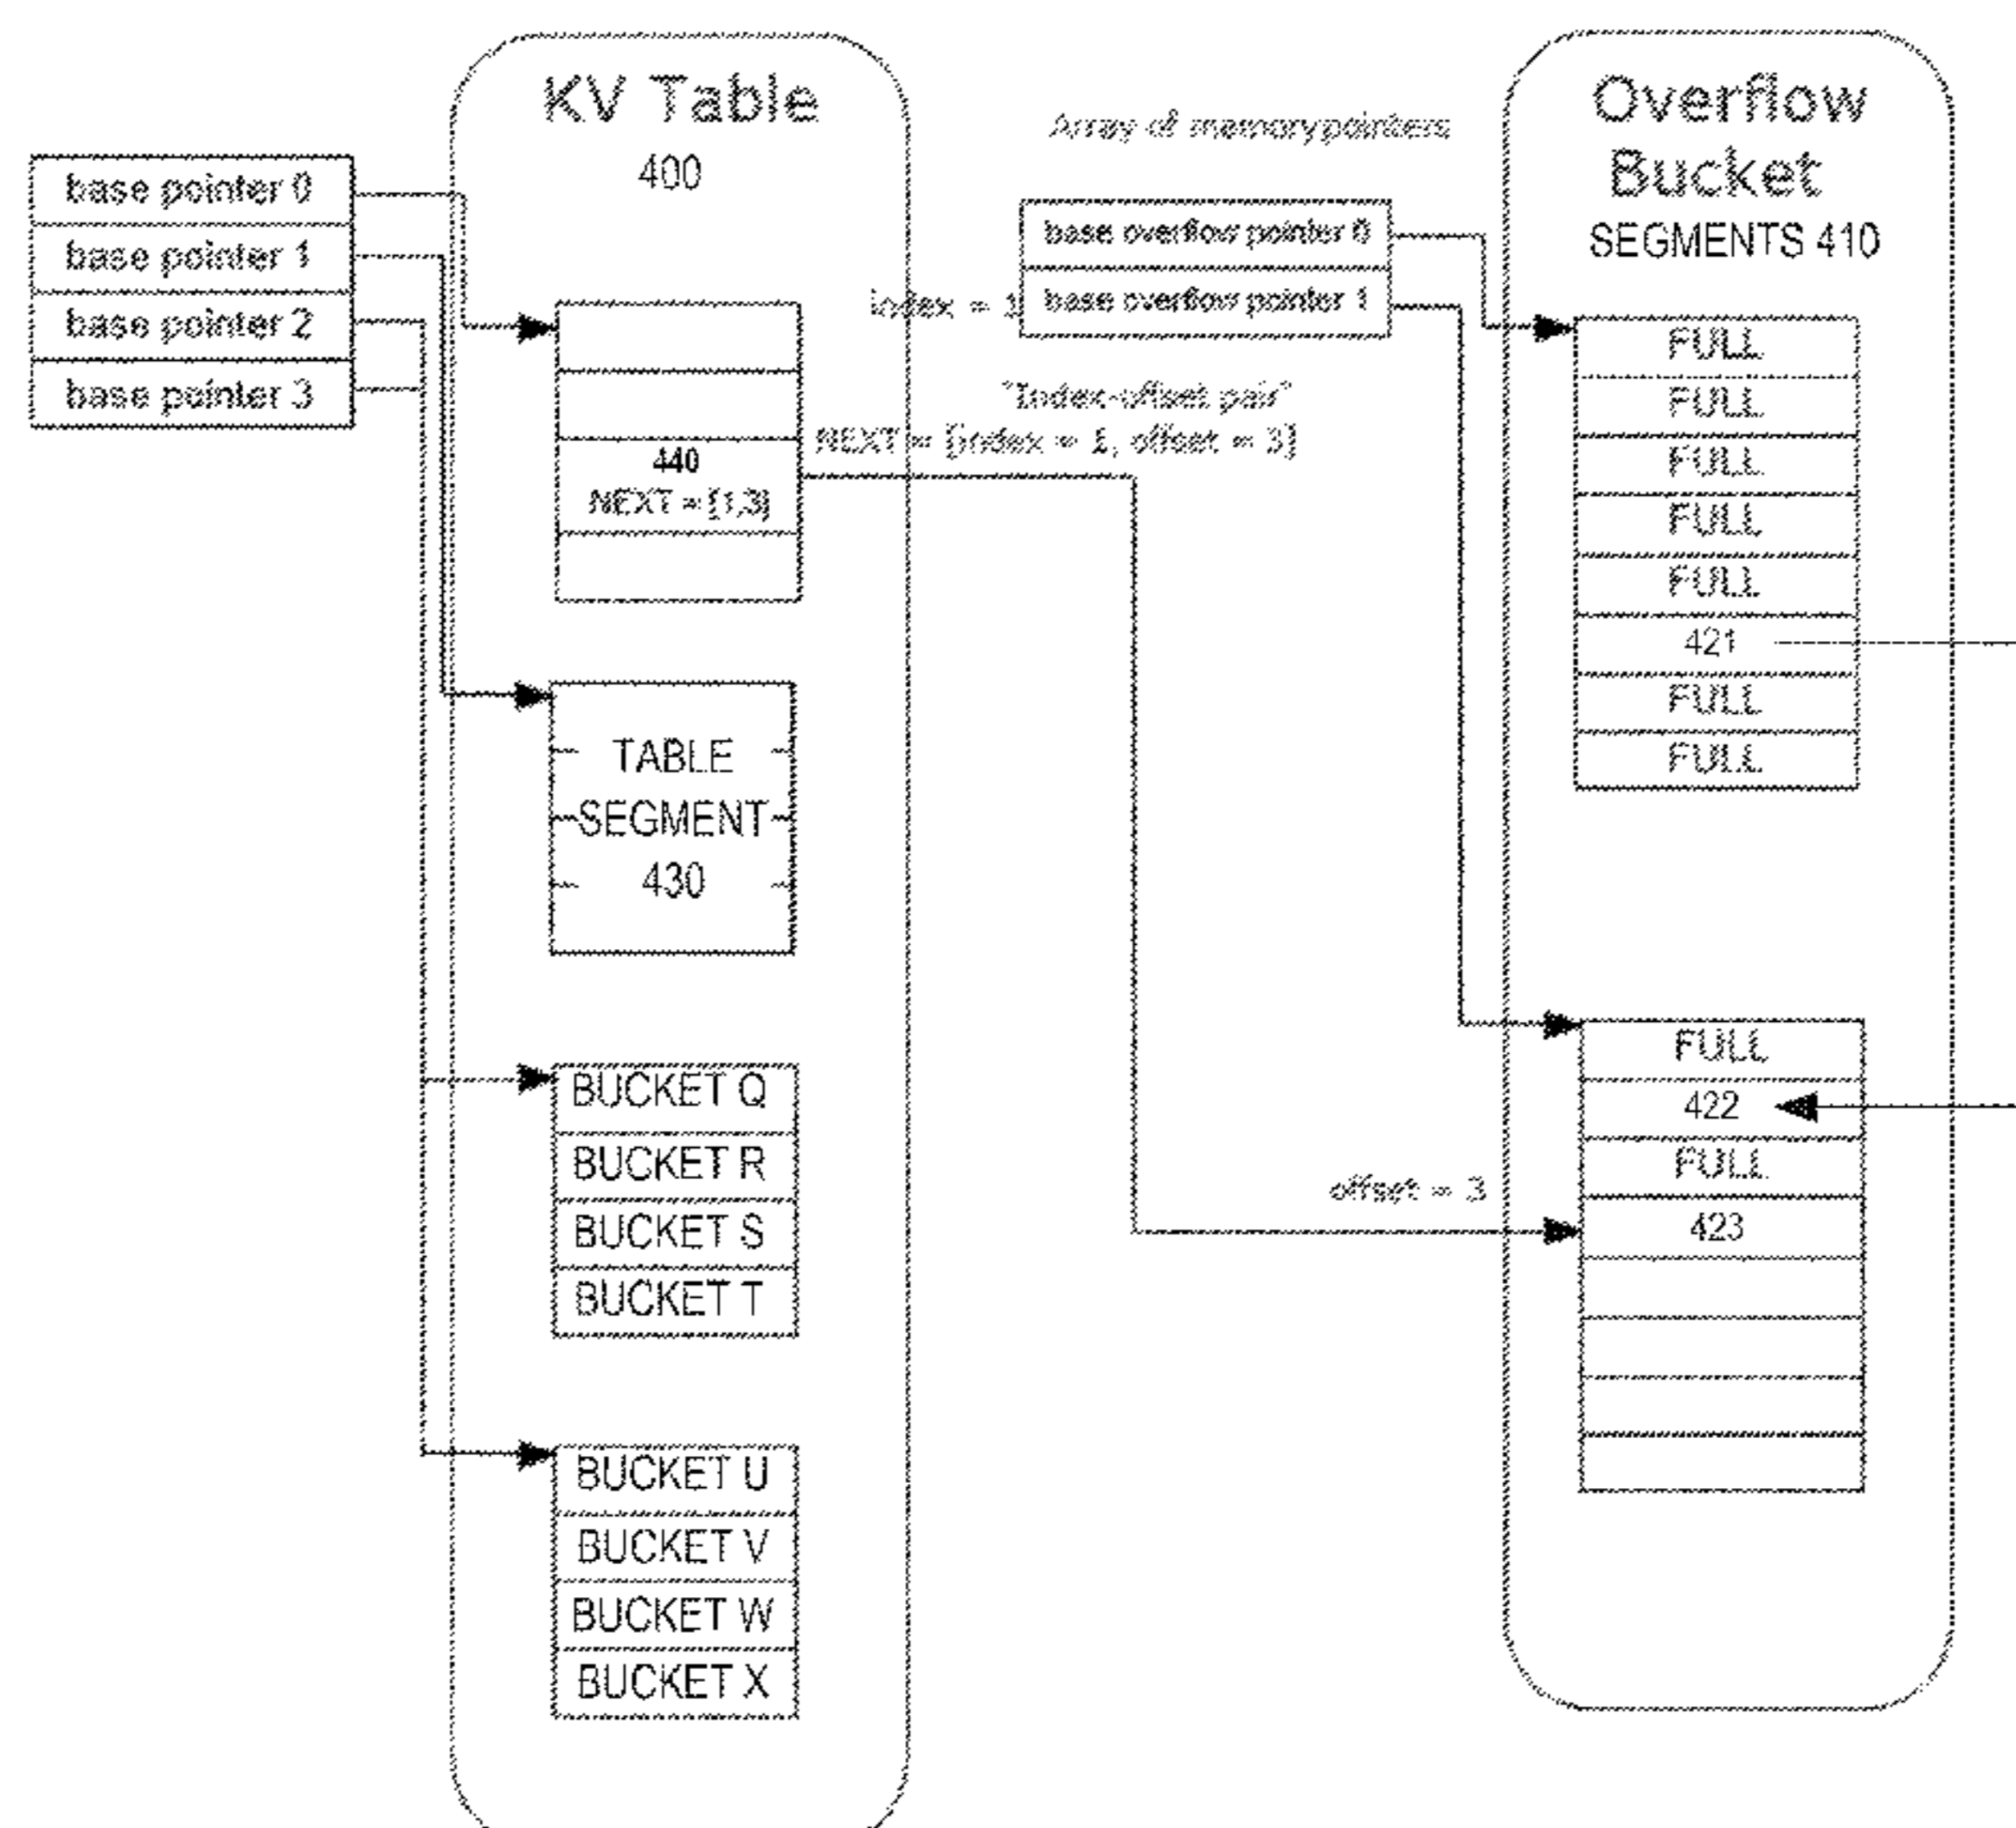 KV Table
400
base pointer 0
base pointer 1
base pointer 2
base pointer 3
440
NEXT = [1,3]
TABLE
SEGMENT
430
BUCKET Q
BUCKET R
BUCKET S
BUCKET T
BUCKET U
BUCKET V
BUCKET W
BUCKET X
Array of memory pointers
base overflow pointer 0
index = 1
base overflow pointer 1
"Index-offset pair"
NEXT = [index = 1, offset = 3]
offset = 3
Overflow
Bucket
SEGMENTS 410
FULL
FULL
FULL
FULL
FULL
421
FULL
FULL
FULL
422
FULL
423